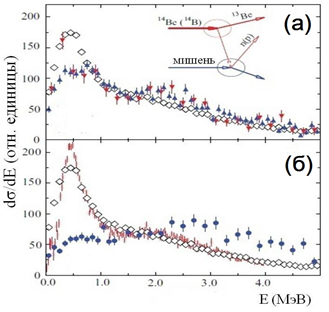 (а)
¹⁴Be (¹⁴B) ¹³Be
n(p)
мишень
200
150
100
50
0
(б)
200
150
100
50
0
0.0 1.0 2.0 3.0 4.0
E (МэВ)
dσ/dE (отн. единицы)